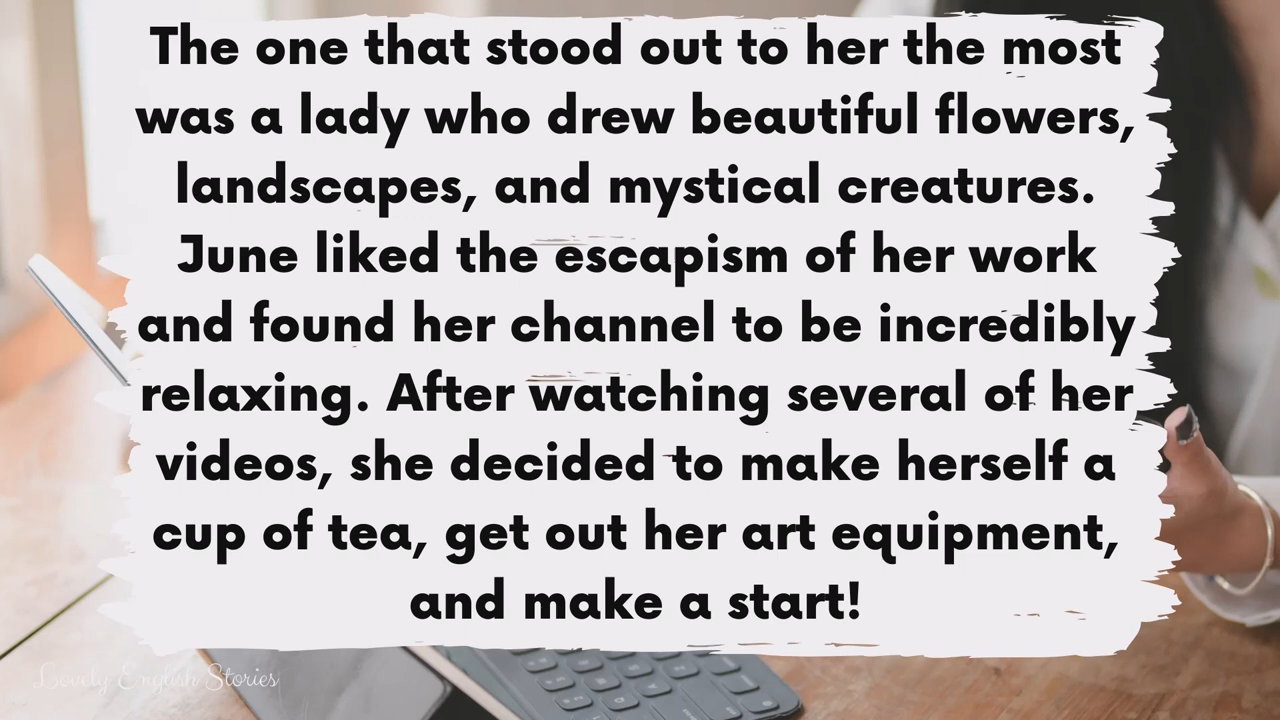 The one that stood out to her the most
was a lady who drew beautiful flowers,
landscapes, and mystical creatures.
June liked the escapism of her work
and found her channel to be incredibly
relaxing. After watching several of her
videos, she decided to make herself a
cup of tea, get out her art equipment,
and make a start!
Lovely English Stories